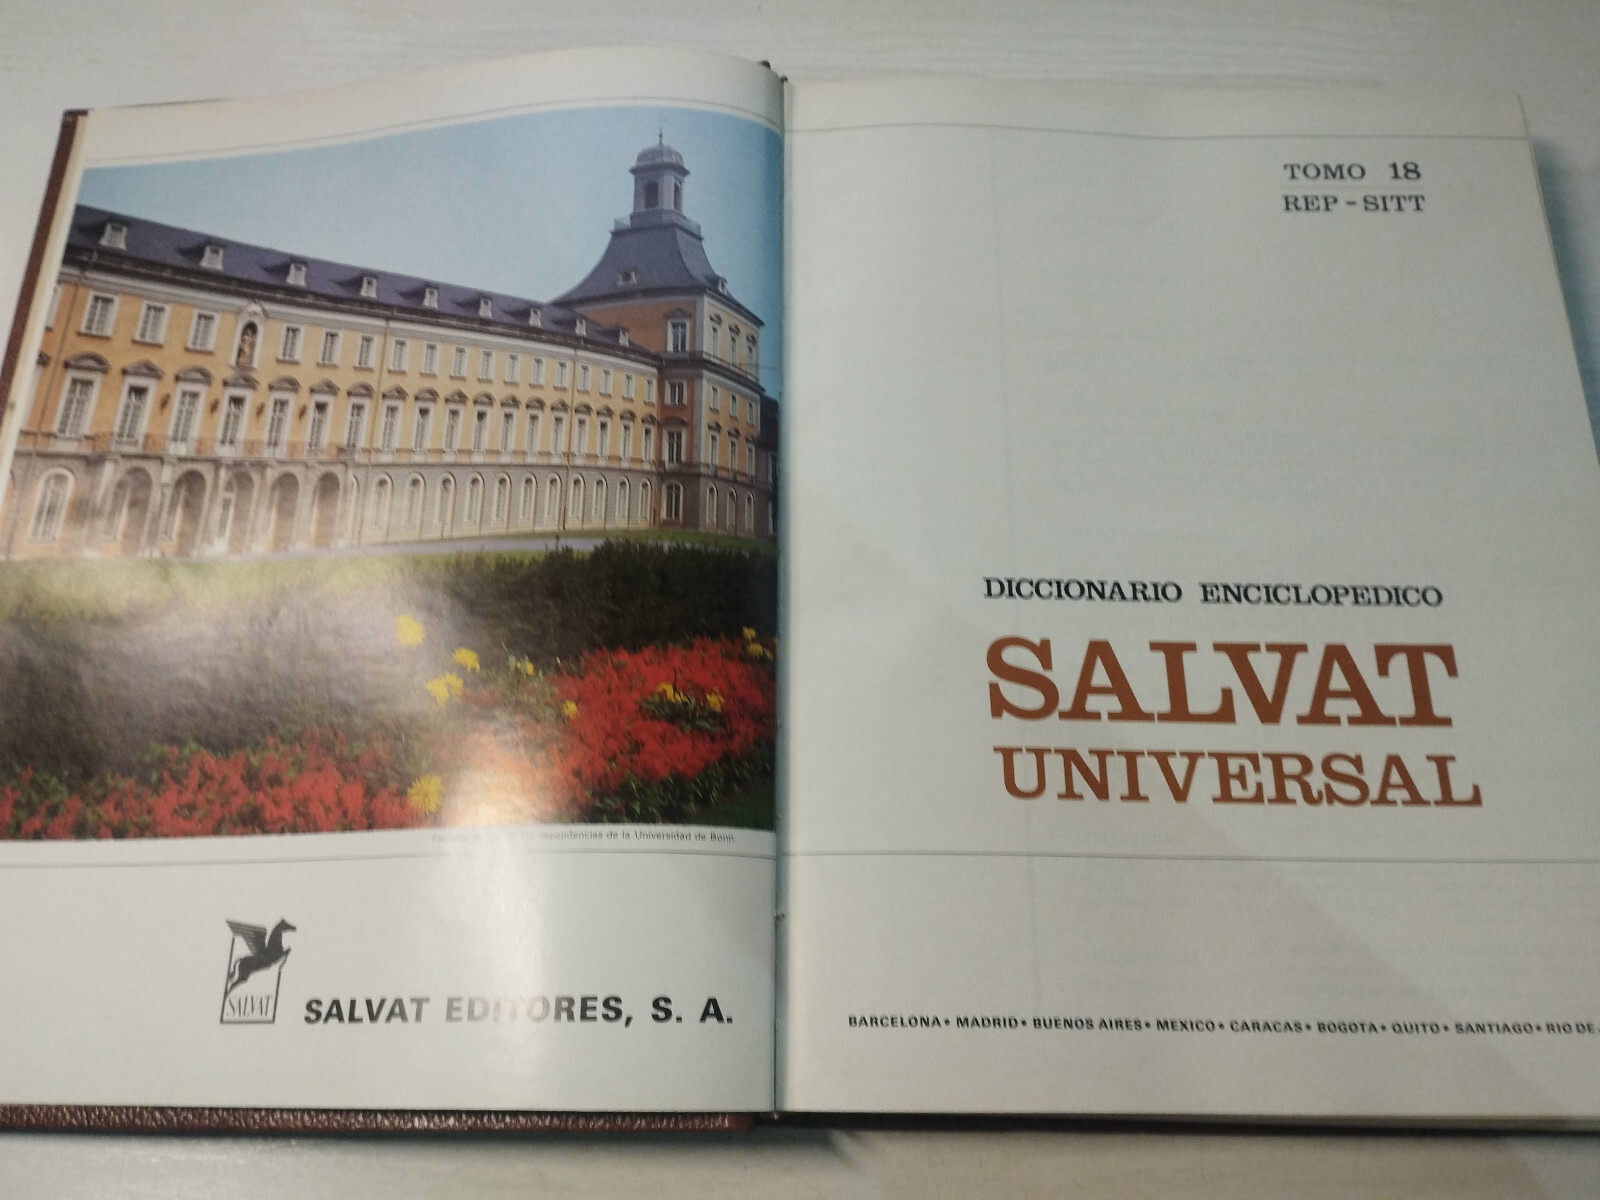 dependencias de la Universidad de Bonn.
SALVAT
SALVAT EDITORES, S. A.
TOMO 18
REP - SITT
DICCIONARIO ENCICLOPEDICO
SALVAT
UNIVERSAL
BARCELONA • MADRID • BUENOS AIRES • MEXICO • CARACAS • BOGOTA • QUITO • SANTIAGO • RIO DE